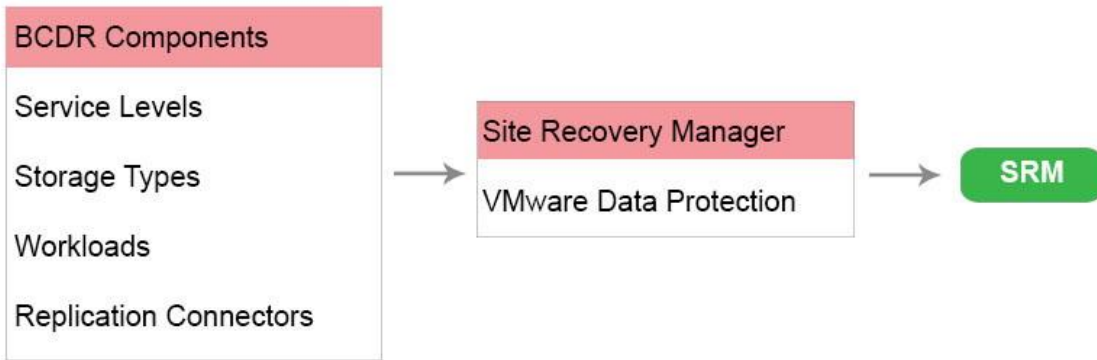 BCDR Components
Service Levels
Storage Types
Workloads
Replication Connectors
Site Recovery Manager
VMware Data Protection
SRM